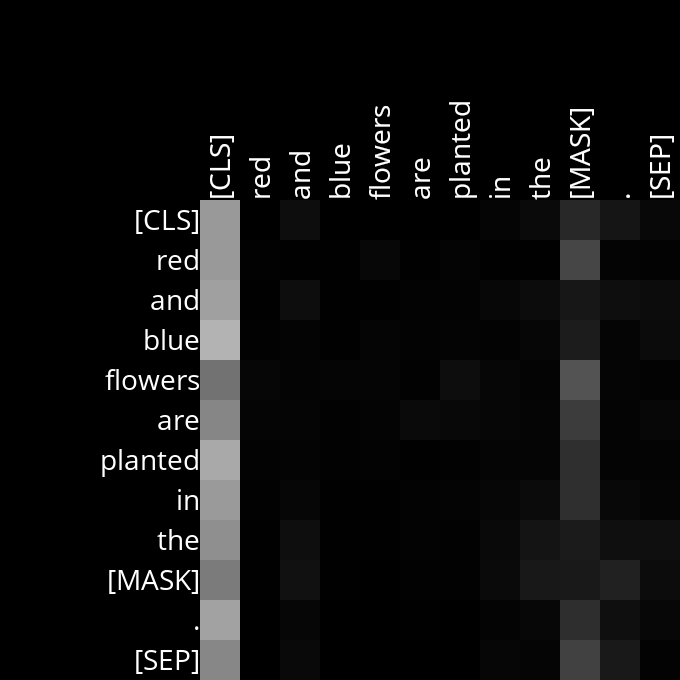 [CLS] red and blue flowers are planted in the [MASK] . [SEP]
[CLS]
red
and
blue
flowers
are
planted
in
the
[MASK]
.
[SEP]